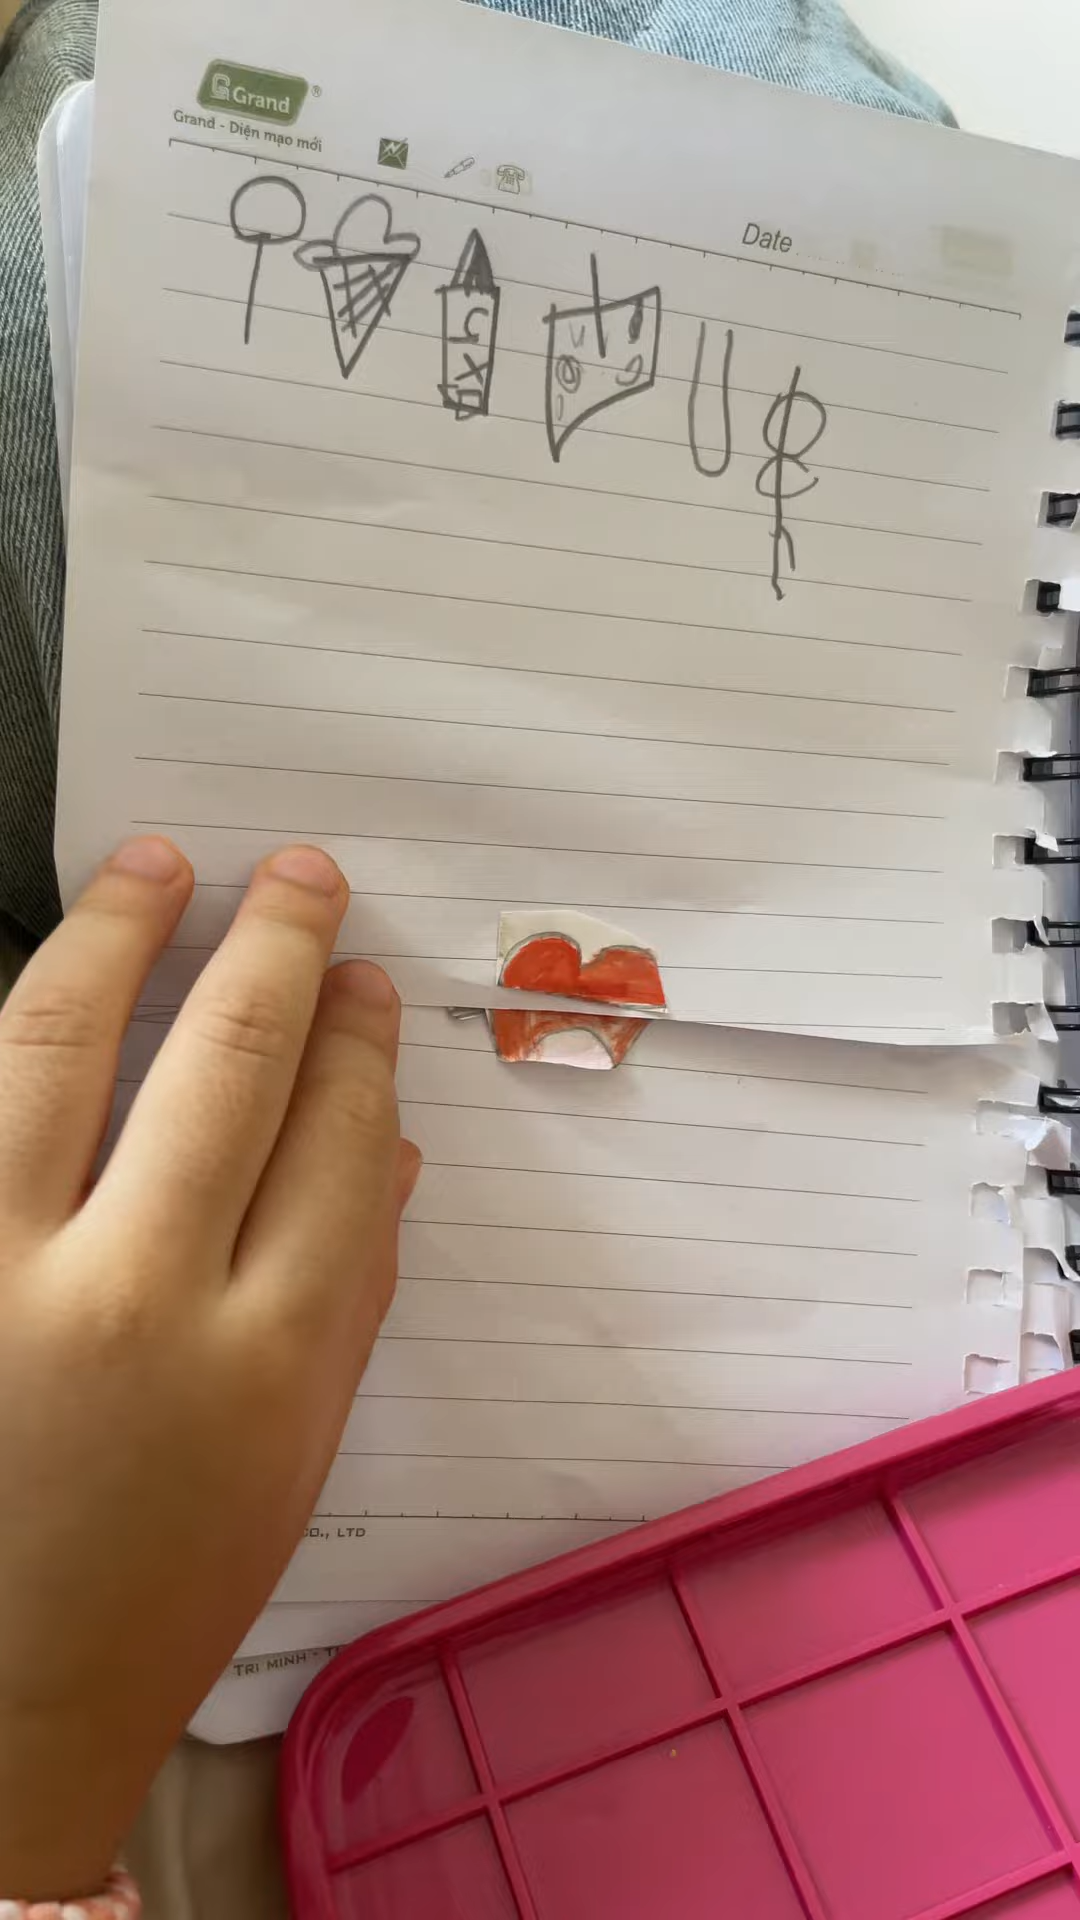 Grand®
Grand - Diện mạo mới
Date
CO., LTD
TRI MINH - T